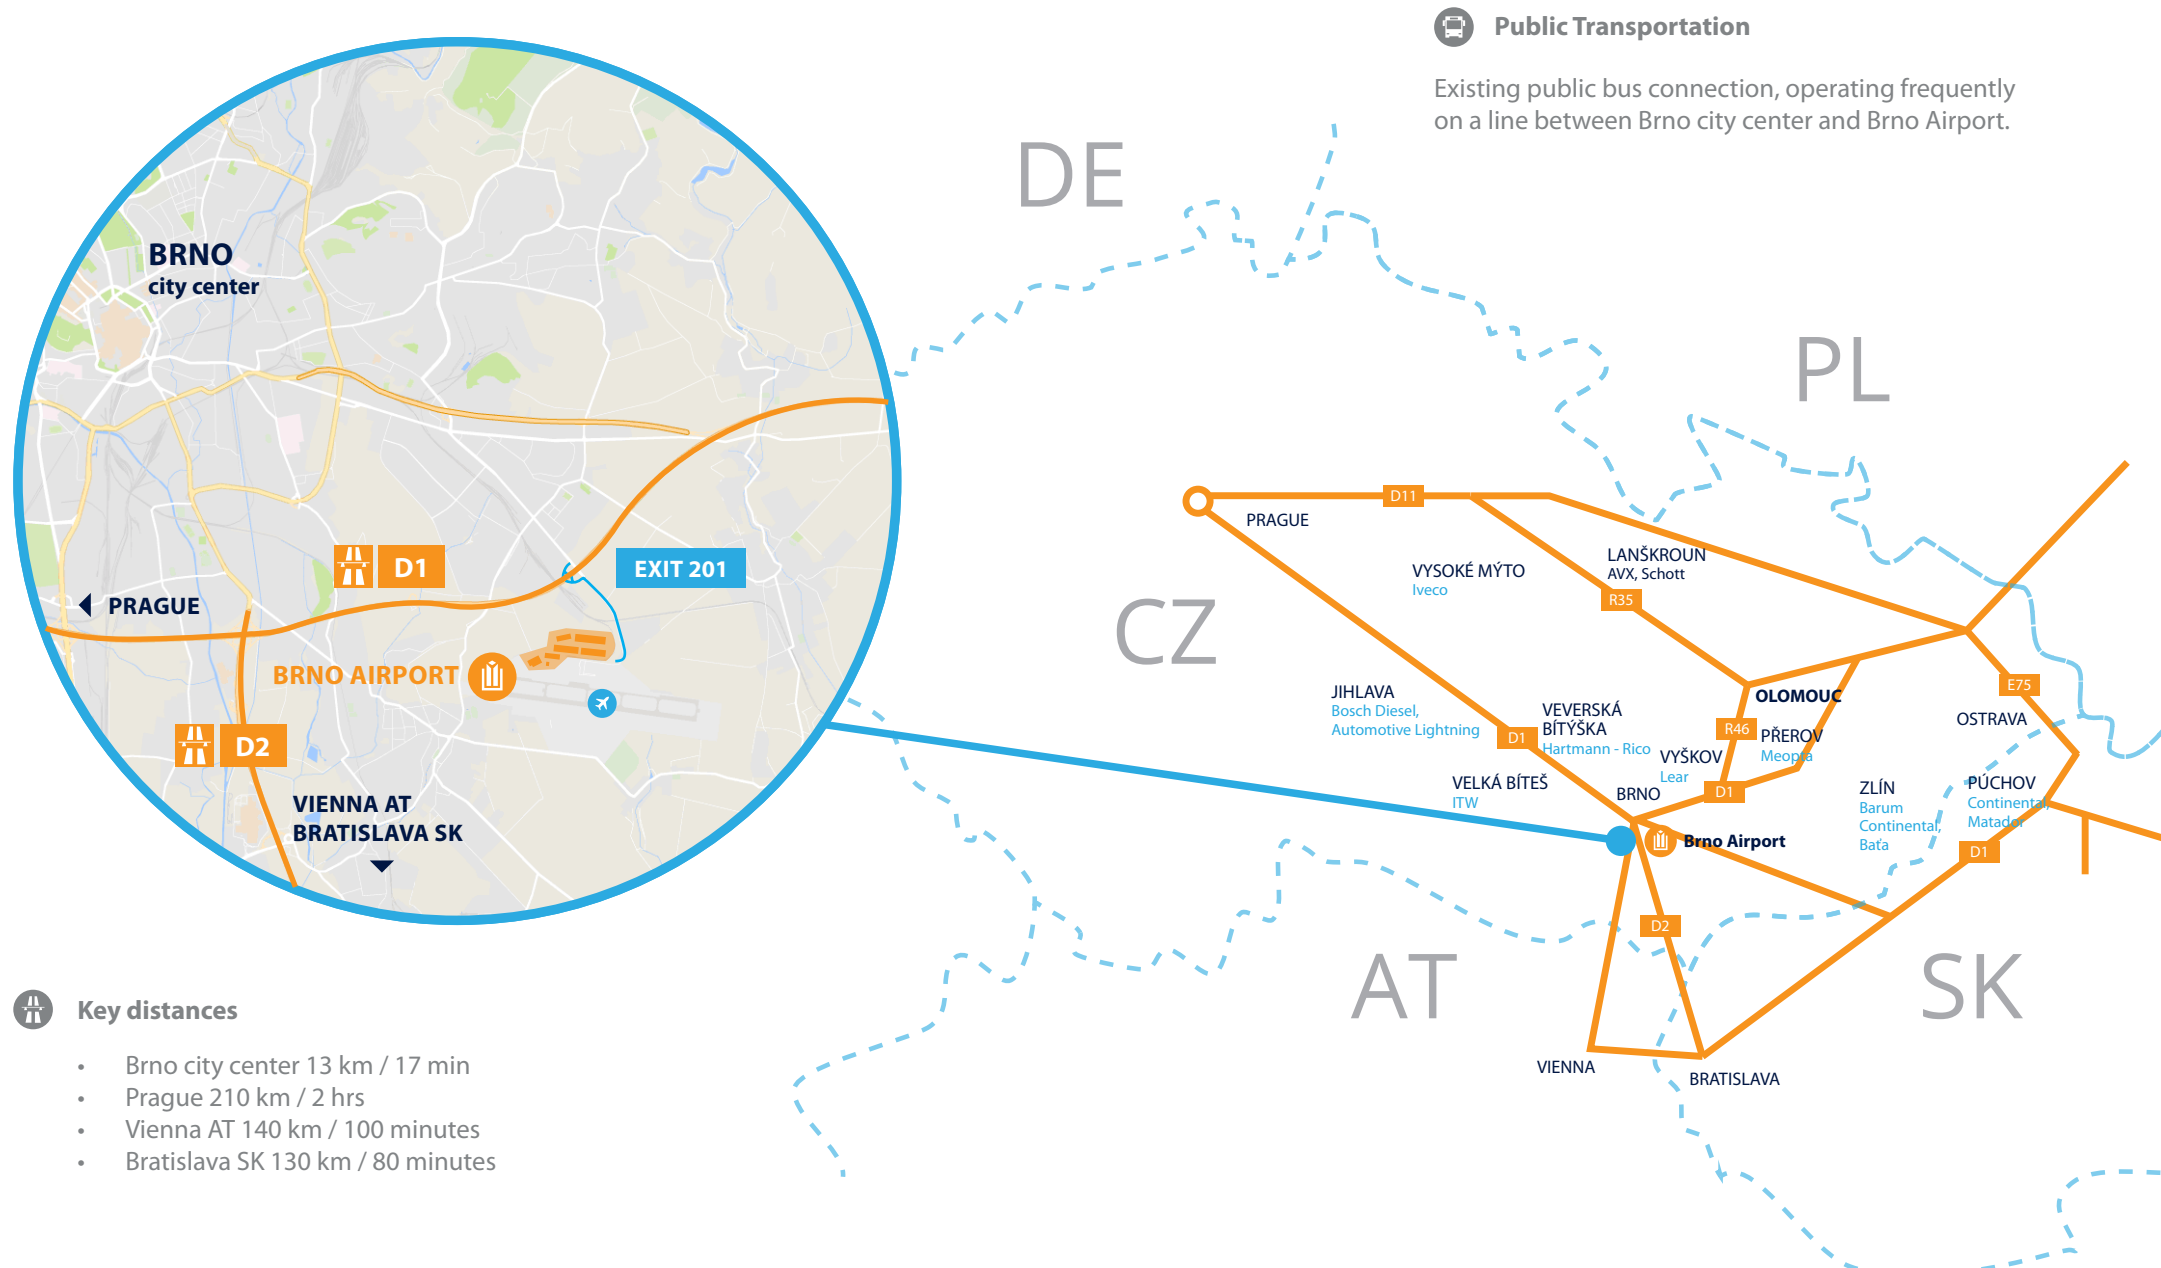 Public Transportation
Existing public bus connection, operating frequently
on a line between Brno city center and Brno Airport.
DE
PL
CZ
AT
SK
BRNO
city center
D1
EXIT 201
PRAGUE
BRNO AIRPORT
D2
VIENNA AT
BRATISLAVA SK
D11
PRAGUE
LANŠKROUN
AVX, Schott
VYSOKÉ MÝTO
Iveco
R35
JIHLAVA
Bosch Diesel,
Automotive Lightning
D1
VEVERSKÁ
BÍTÝŠKA
Hartmann - Rico
OLOMOUC
R46
PŘEROV
Meopta
E75
OSTRAVA
VYŠKOV
Lear
VELKÁ BÍTEŠ
ITW
BRNO
D1
ZLÍN
Barum
Continental,
Baťa
PÚCHOV
Continental,
Matador
D1
Brno Airport
D2
VIENNA
BRATISLAVA
Key distances
• Brno city center 13 km / 17 min
• Prague 210 km / 2 hrs
• Vienna AT 140 km / 100 minutes
• Bratislava SK 130 km / 80 minutes